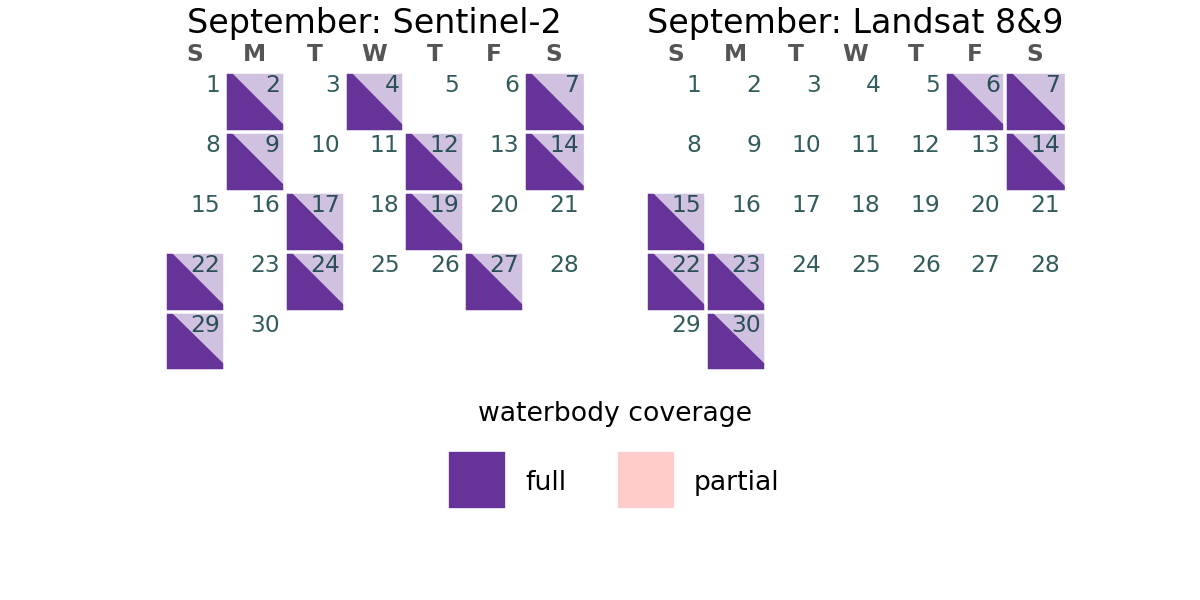 September: Sentinel-2
S M T W T F S
1 2 3 4 5 6 7
8 9 10 11 12 13 14
15 16 17 18 19 20 21
22 23 24 25 26 27 28
29 30
September: Landsat 8&9
S M T W T F S
1 2 3 4 5 6 7
8 9 10 11 12 13 14
15 16 17 18 19 20 21
22 23 24 25 26 27 28
29 30
waterbody coverage
full partial